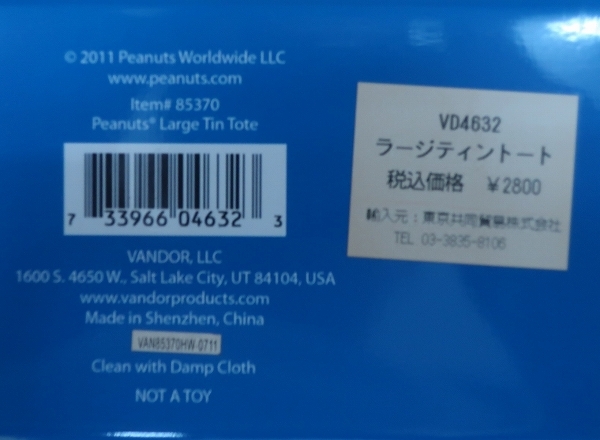 © 2011 Peanuts Worldwide LLC
www.peanuts.com
Item# 85370
Peanuts® Large Tin Tote
7 33966 04632 3
VANDOR, LLC
1600 S. 4650 W., Salt Lake City, UT 84104, USA
www.vandorproducts.com
Made in Shenzhen, China
VAN85370HW-0711
Clean with Damp Cloth
NOT A TOY
VD4632
ラージティントート
税込価格 ¥2800
輸入元：東京共同貿易株式会社
TEL 03-3835-8106